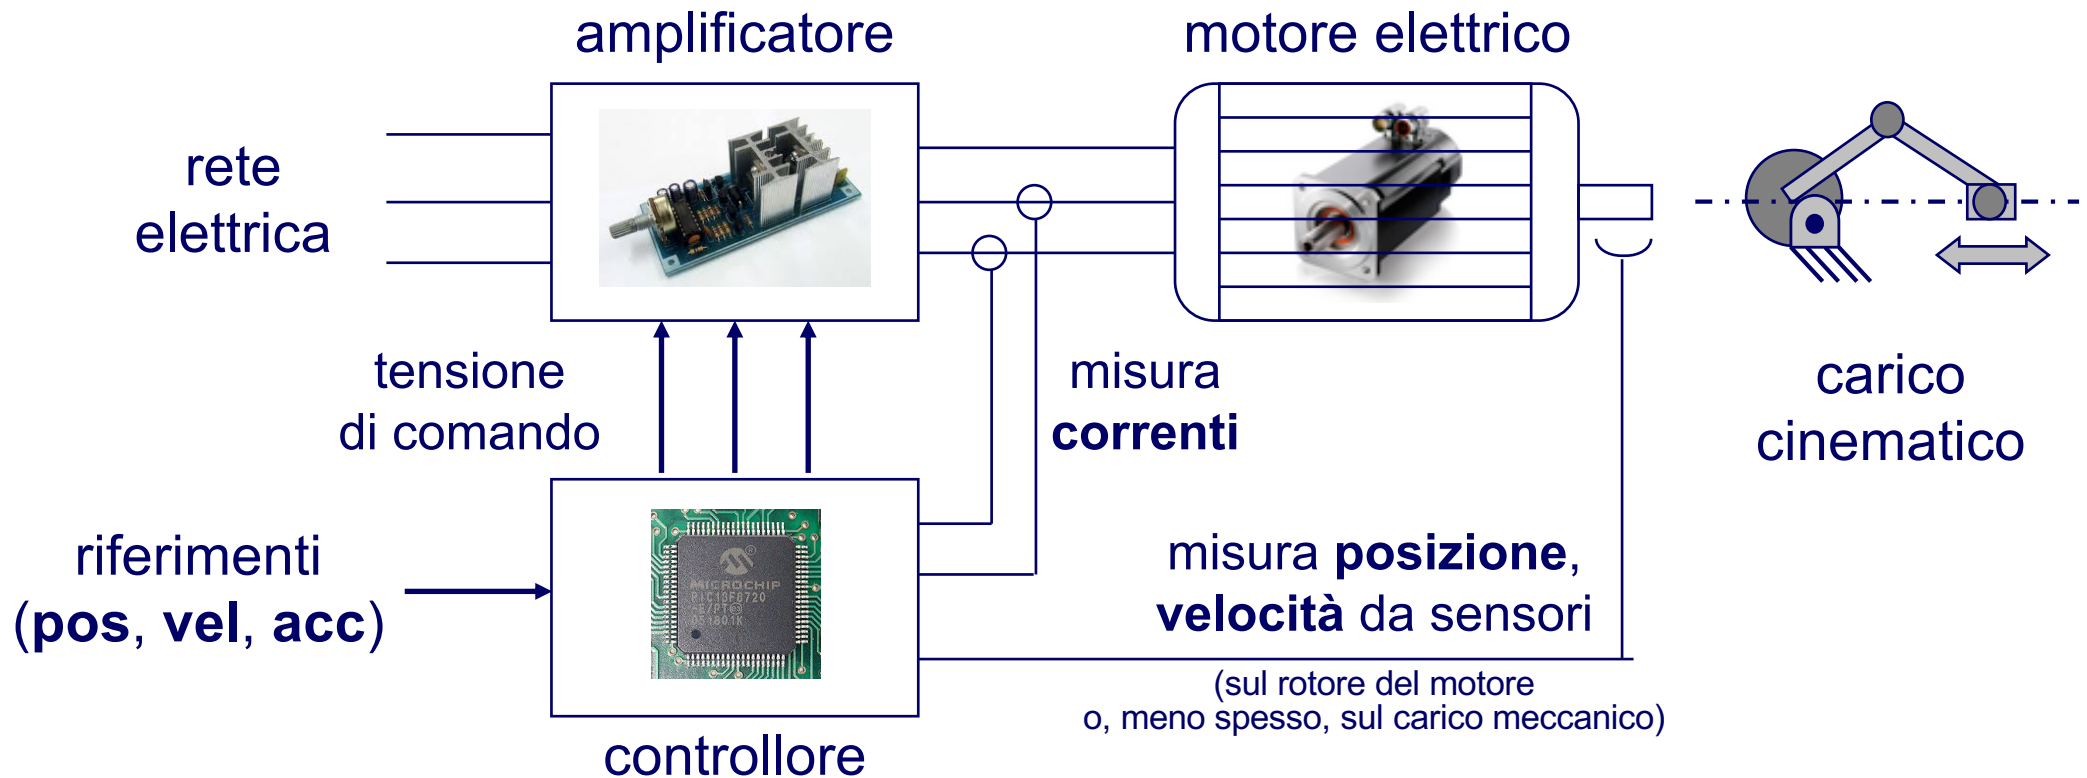 amplificatore
motore elettrico
rete
elettrica
tensione
di comando
misura
correnti
carico
cinematico
riferimenti
(pos, vel, acc)
MICROCHIP
misura posizione,
velocità da sensori
(sul rotore del motore
o, meno spesso, sul carico meccanico)
controllore